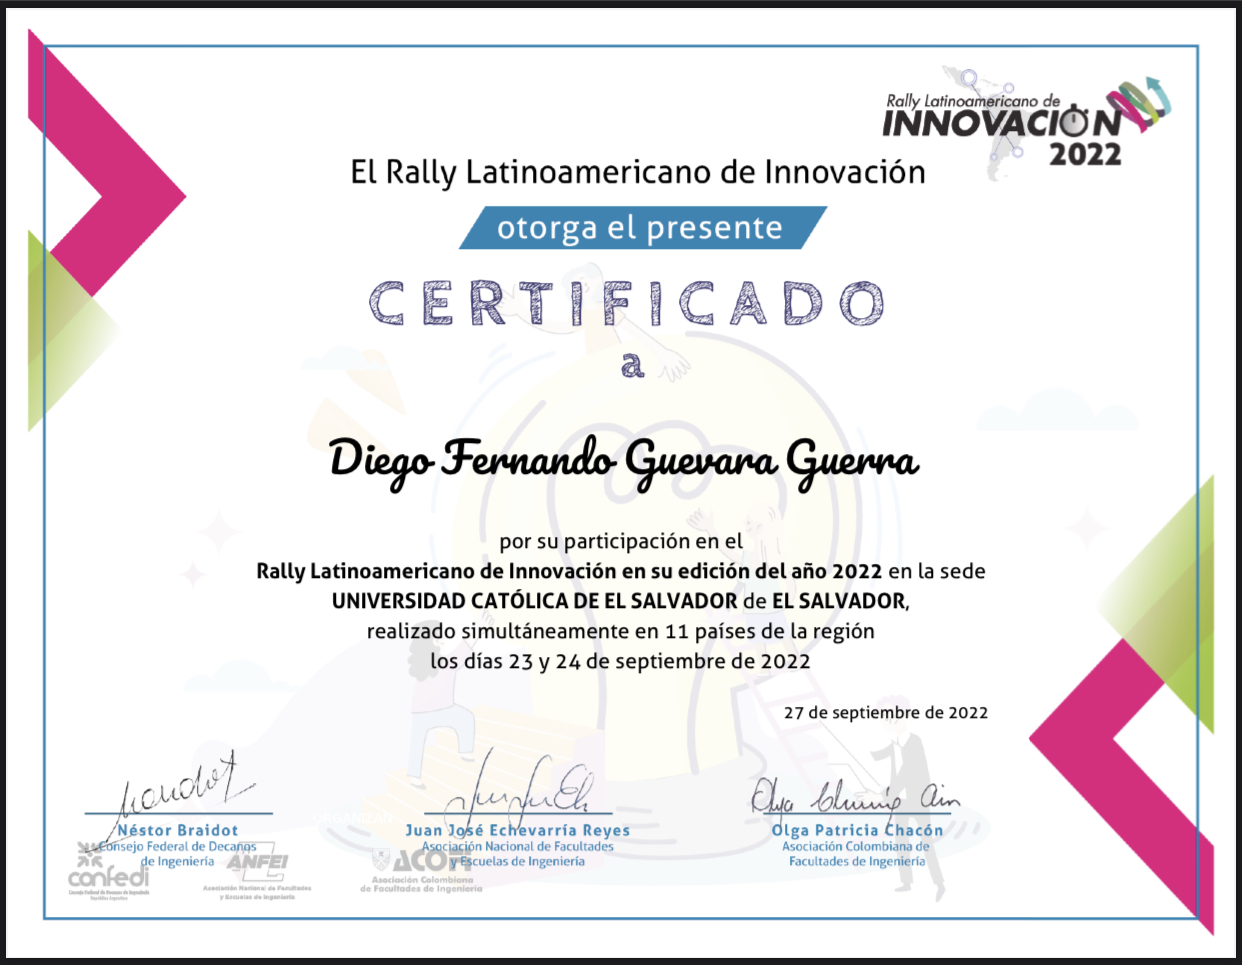 Rally Latinoamericano de
INNOVACIÓN
2022
El Rally Latinoamericano de Innovación
otorga el presente
CERTIFICADO
a
Diego Fernando Guevara Guerra
por su participación en el
Rally Latinoamericano de Innovación en su edición del año 2022 en la sede
UNIVERSIDAD CATÓLICA DE EL SALVADOR de EL SALVADOR,
realizado simultáneamente en 11 países de la región
los días 23 y 24 de septiembre de 2022
27 de septiembre de 2022
Néstor Braidot
Consejo Federal de Decanos
de Ingeniería
Juan José Echevarría Reyes
Asociación Nacional de Facultades
y Escuelas de Ingeniería
Olga Patricia Chacón
Asociación Colombiana de
Facultades de Ingeniería
confedi
Consejo Federal de Decanos de Ingeniería
República Argentina
ANFEI
Asociación Nacional de Facultades
y Escuelas de Ingeniería
ACOFI
Asociación Colombiana
de Facultades de Ingeniería